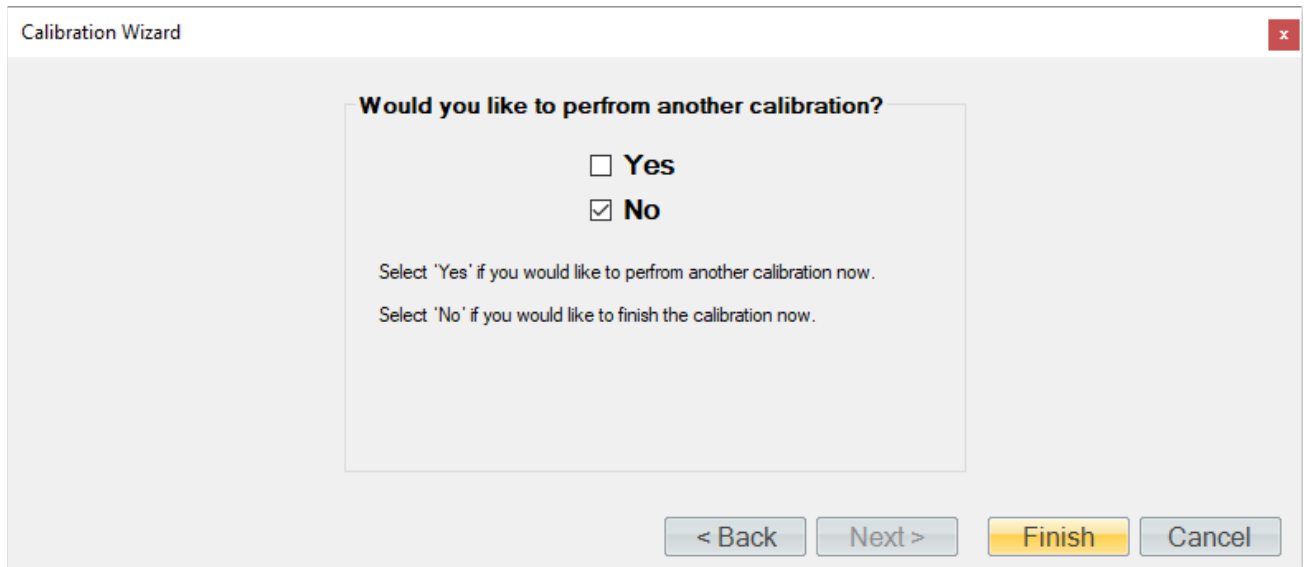 Calibration Wizard
x
Would you like to perfrom another calibration?
Yes
No
Select 'Yes' if you would like to perfrom another calibration now.
Select 'No' if you would like to finish the calibration now.
< Back Next > Finish Cancel